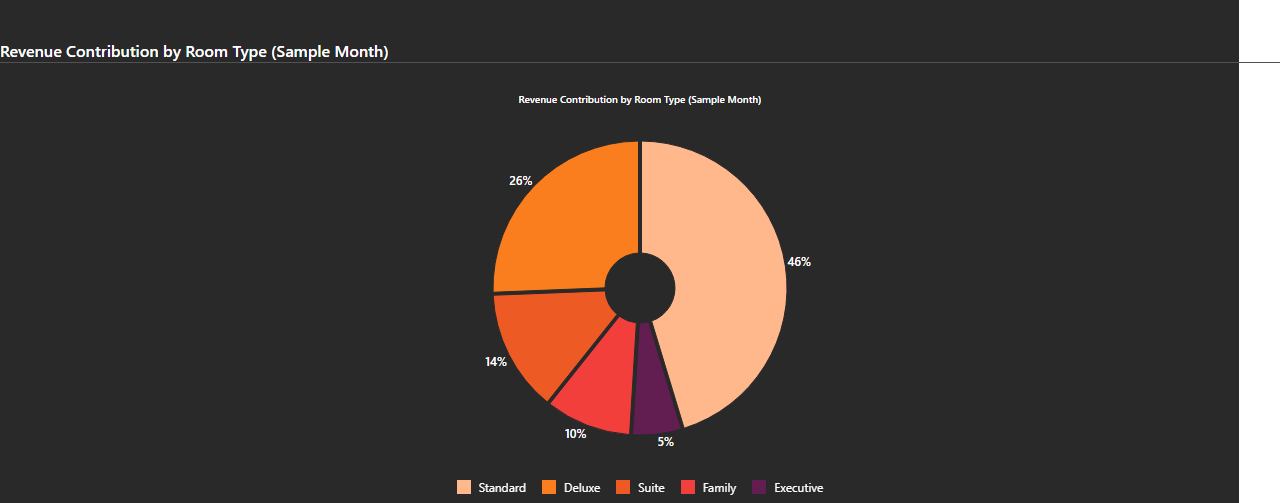 Revenue Contribution by Room Type (Sample Month)
Revenue Contribution by Room Type (Sample Month)
26%
46%
14%
10%
5%
Standard Deluxe Suite Family Executive